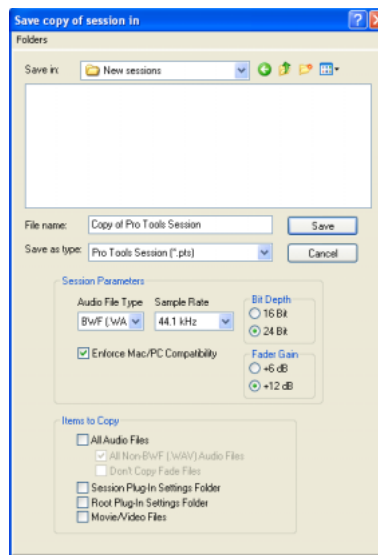 Save copy of session in
Folders
Save in: New sessions
File name: Copy of Pro Tools Session Save
Save as type: Pro Tools Session (*.pts) Cancel
Session Parameters
Audio File Type Sample Rate Bit Depth
BWF (.WA 44.1 kHz 16 Bit
24 Bit
Enforce Mac/PC Compatibility Fader Gain
+6 dB
+12 dB
Items to Copy
All Audio Files
All Non-BWF (.WAV) Audio Files
Don't Copy Fade Files
Session Plug-In Settings Folder
Root Plug-In Settings Folder
Movie/Video Files